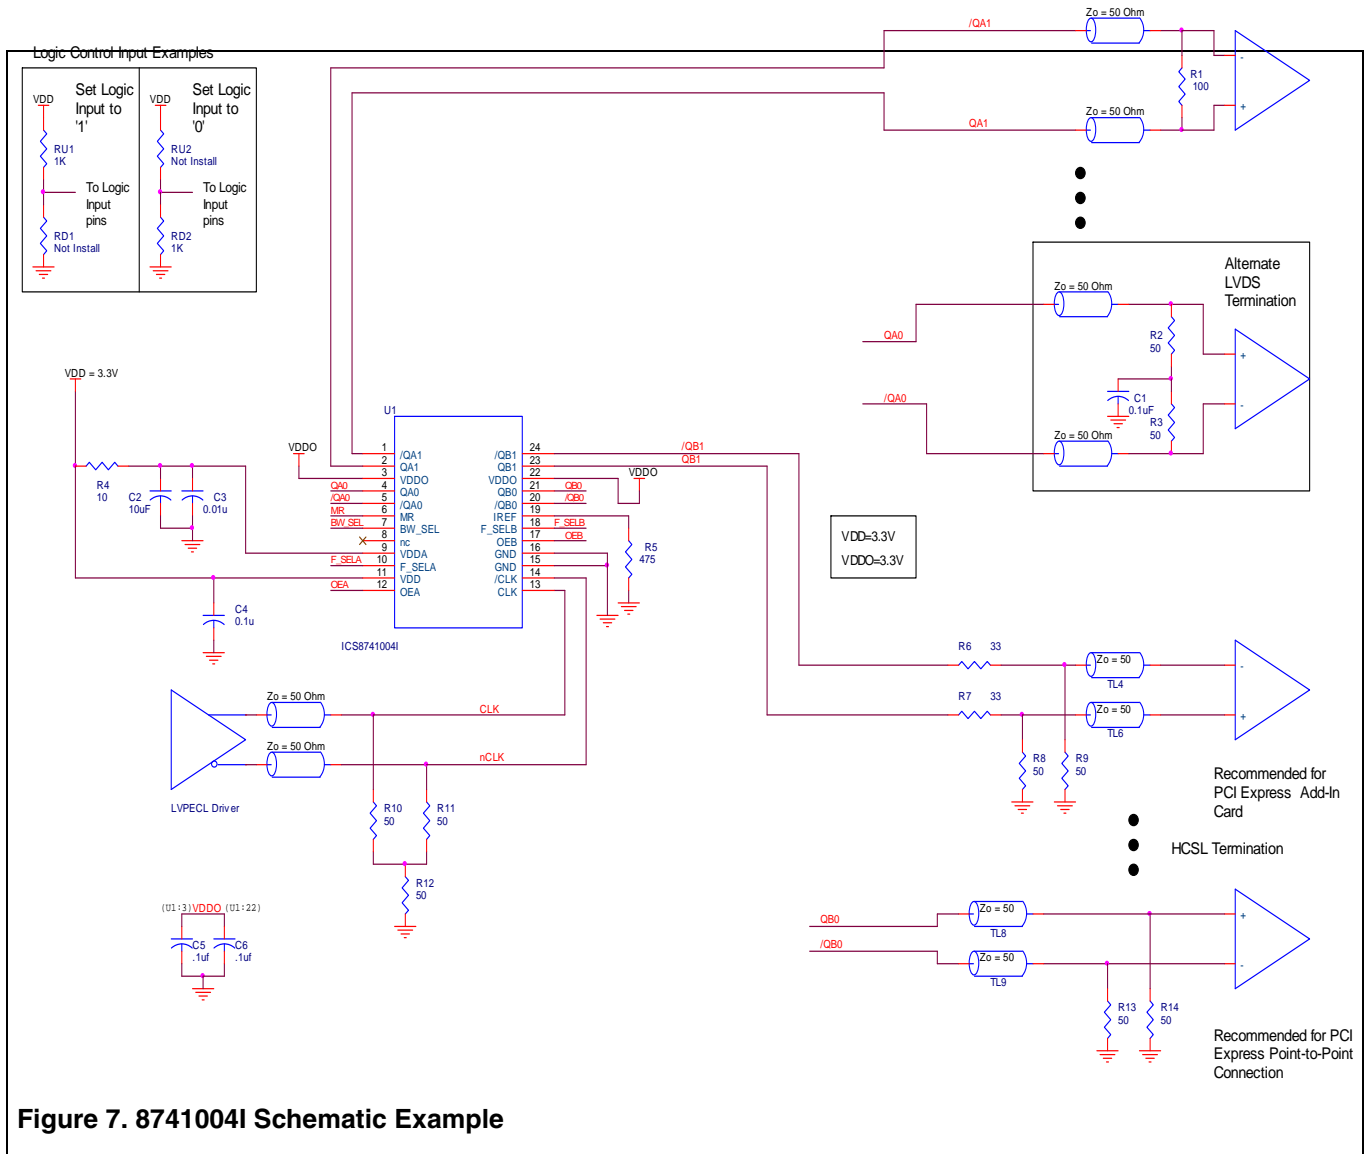 Logic Control Input Examples
Set Logic
Input to
'1'
VDD
RU1
1K
To Logic
Input
pins
RD1
Not Install
Set Logic
Input to
'0'
VDD
RU2
Not Install
To Logic
Input
pins
RD2
1K
/QA1
Zo = 50 Ohm
R1
100
-
+
QA1
Zo = 50 Ohm
Alternate
LVDS
Termination
QA0
Zo = 50 Ohm
R2
50
+
-
C1
0.1uF
R3
50
/QA0
Zo = 50 Ohm
VDD = 3.3V
R4
10
C2
10uF
C3
0.01u
C4
0.1u
VDDO
U1
1 /QA1
2 QA1
3 VDDO
QA0 4 QA0
/QA0 5 /QA0
MR 6 MR
BW_SEL 7 BW_SEL
8 nc
9 VDDA
F_SELA 10 F_SELA
11 VDD
OEA 12 OEA
/QB1 24 /QB1
QB1 23 QB1
VDDO 22 VDDO
QB0 21 QB0
/QB0 20 /QB0
IREF 19
F_SELB 18 F_SELB
OEB 17 OEB
GND 16
GND 15
/CLK 14
CLK 13
R5
475
ICS8741004I
VDD=3.3V
VDDO=3.3V
LVPECL Driver
Zo = 50 Ohm
CLK
Zo = 50 Ohm
nCLK
R10
50
R11
50
R12
50
R6 33
Zo = 50
TL4
-
R7 33
Zo = 50
TL6
+
R8
50
R9
50
Recommended for
PCI Express Add-In
Card
HCSL Termination
(U1:3) VDDO (U1:22)
C5
.1uf
C6
.1uf
QB0
Zo = 50
TL8
+
/QB0
Zo = 50
TL9
-
R13
50
R14
50
Recommended for PCI
Express Point-to-Point
Connection
Figure 7. 8741004I Schematic Example